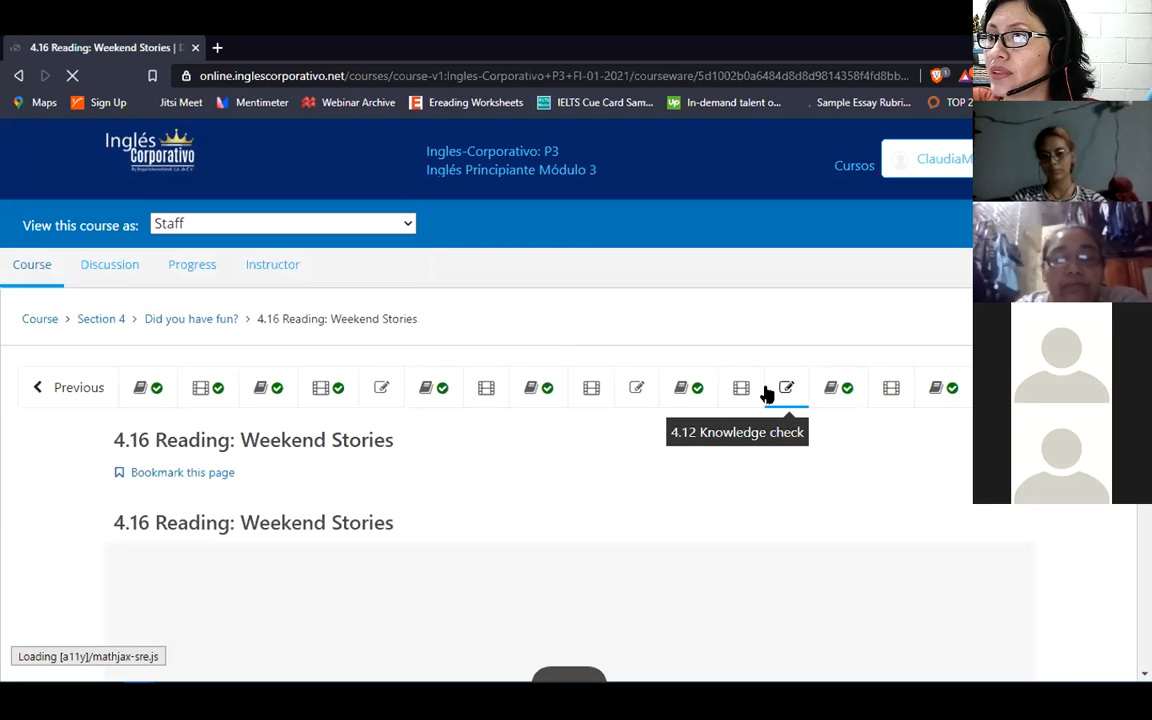 4.16 Reading: Weekend Stories |
online.inglescorporativo.net/courses/course-v1:Ingles-Corporativo+P3+FI-01-2021/courseware/5d1002b0a6484d8d8d9814358f4fd8bb...
Maps Sign Up Jitsi Meet Mentimeter Webinar Archive Ereading Worksheets IELTS Cue Card Sam... In-demand talent o... Sample Essay Rubri... TOP
Inglés
Corporativo
Ingles-Corporativo: P3
Inglés Principiante Módulo 3
Cursos
ClaudiaM
View this course as: Staff
Course Discussion Progress Instructor
Course > Section 4 > Did you have fun? > 4.16 Reading: Weekend Stories
Previous
4.12 Knowledge check
4.16 Reading: Weekend Stories
Bookmark this page
4.16 Reading: Weekend Stories
Loading [a11y]/mathjax-sre.js